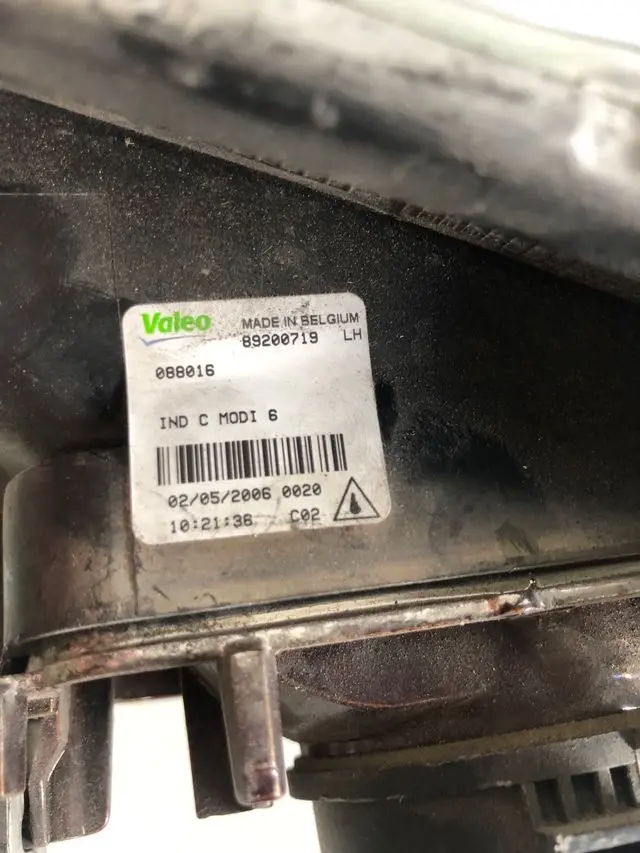 Valeo MADE IN BELGIUM
89200719 LH
088016
IND C MODI 6
02/05/2006 0020
10:21:36 C02